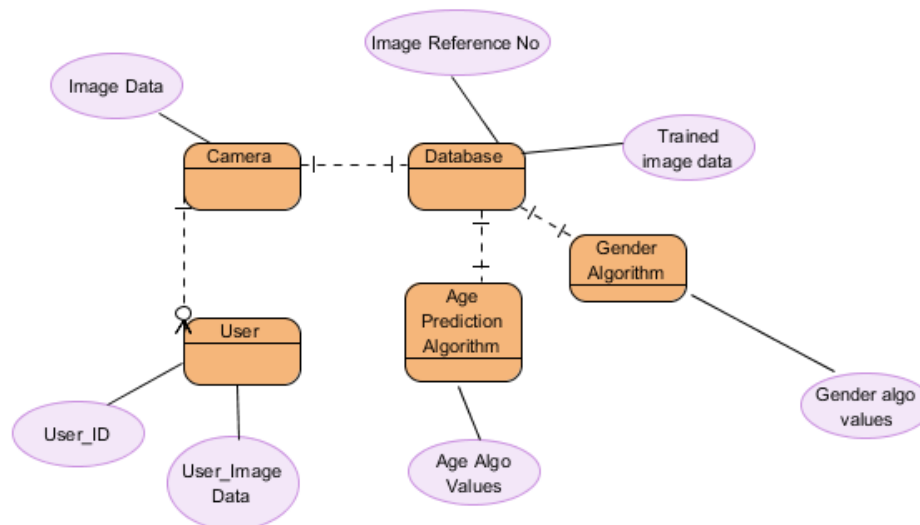 Image Reference No
Image Data
Camera
Database
Trained
image data
Gender
Algorithm
Age
Prediction
Algorithm
User
User_ID
User_Image
Data
Age Algo
Values
Gender algo
values